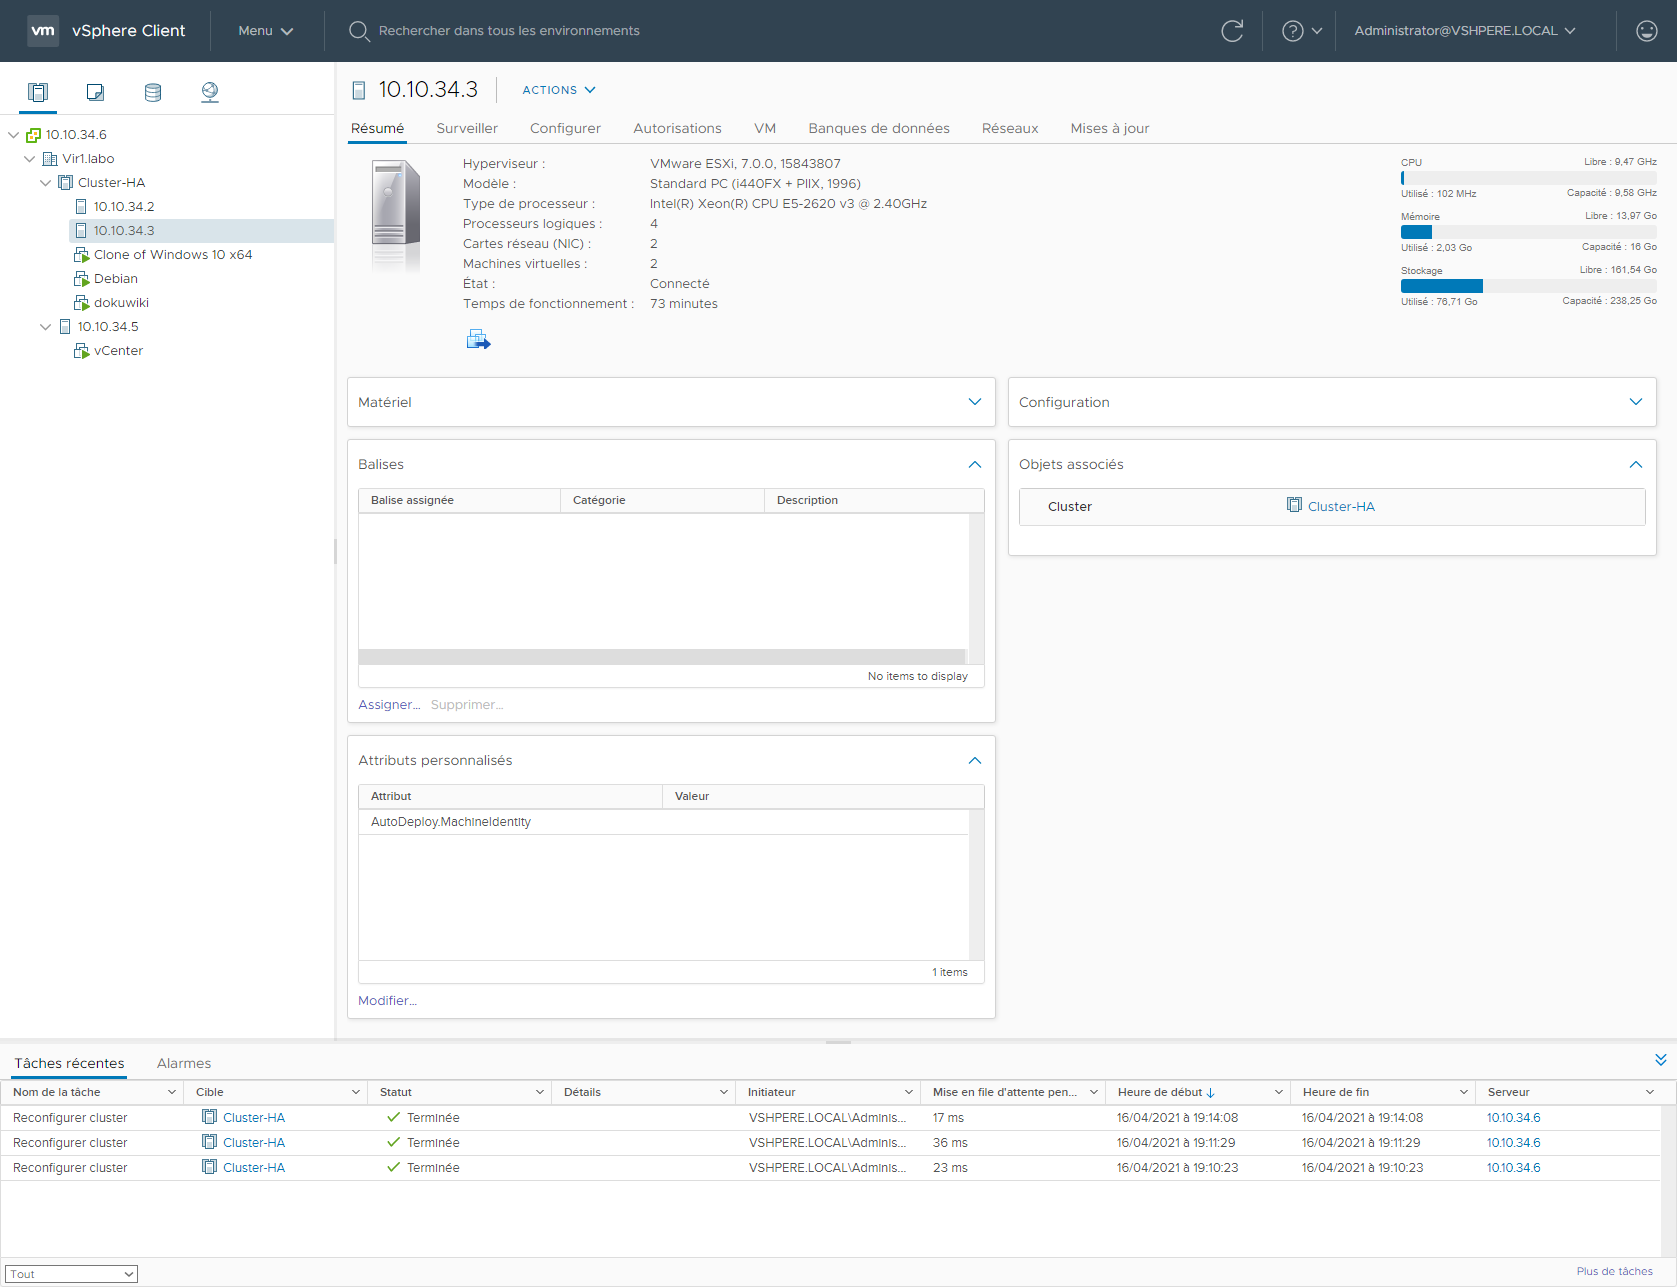 vm vSphere Client Menu Rechercher dans tous les environnements ? Administrator@VSHPERE.LOCAL
10.10.34.6
Vir1.labo
Cluster-HA
10.10.34.2
10.10.34.3
Clone of Windows 10 x64
Debian
dokuwiki
10.10.34.5
vCenter
10.10.34.3 ACTIONS
Résumé Surveiller Configurer Autorisations VM Banques de données Réseaux Mises à jour
Hyperviseur : VMware ESXi, 7.0.0, 15843807
Modèle : Standard PC (i440FX + PIIX, 1996)
Type de processeur : Intel(R) Xeon(R) CPU E5-2620 v3 @ 2.40GHz
Processeurs logiques : 4
Cartes réseau (NIC) : 2
Machines virtuelles : 2
État : Connecté
Temps de fonctionnement : 73 minutes
CPU Libre : 9,47 GHz
Utilisé : 102 MHz Capacité : 9,58 GHz
Mémoire Libre : 13,97 Go
Utilisé : 2,03 Go Capacité : 16 Go
Stockage Libre : 161,54 Go
Utilisé : 76,71 Go Capacité : 238,25 Go
Matériel
Configuration
Balises
Balise assignée Catégorie Description
No items to display
Assigner... Supprimer...
Objets associés
Cluster Cluster-HA
Attributs personnalisés
Attribut Valeur
AutoDeploy.MachineIdentity
1 items
Modifier...
Tâches récentes Alarmes
Nom de la tâche Cible Statut Détails Initiateur Mise en file d'attente pen... Heure de début Heure de fin Serveur
Reconfigurer cluster Cluster-HA Terminée VSHPERE.LOCAL\Adminis... 17 ms 16/04/2021 à 19:14:08 16/04/2021 à 19:14:08 10.10.34.6
Reconfigurer cluster Cluster-HA Terminée VSHPERE.LOCAL\Adminis... 36 ms 16/04/2021 à 19:11:29 16/04/2021 à 19:11:29 10.10.34.6
Reconfigurer cluster Cluster-HA Terminée VSHPERE.LOCAL\Adminis... 23 ms 16/04/2021 à 19:10:23 16/04/2021 à 19:10:23 10.10.34.6
Tout Plus de tâches